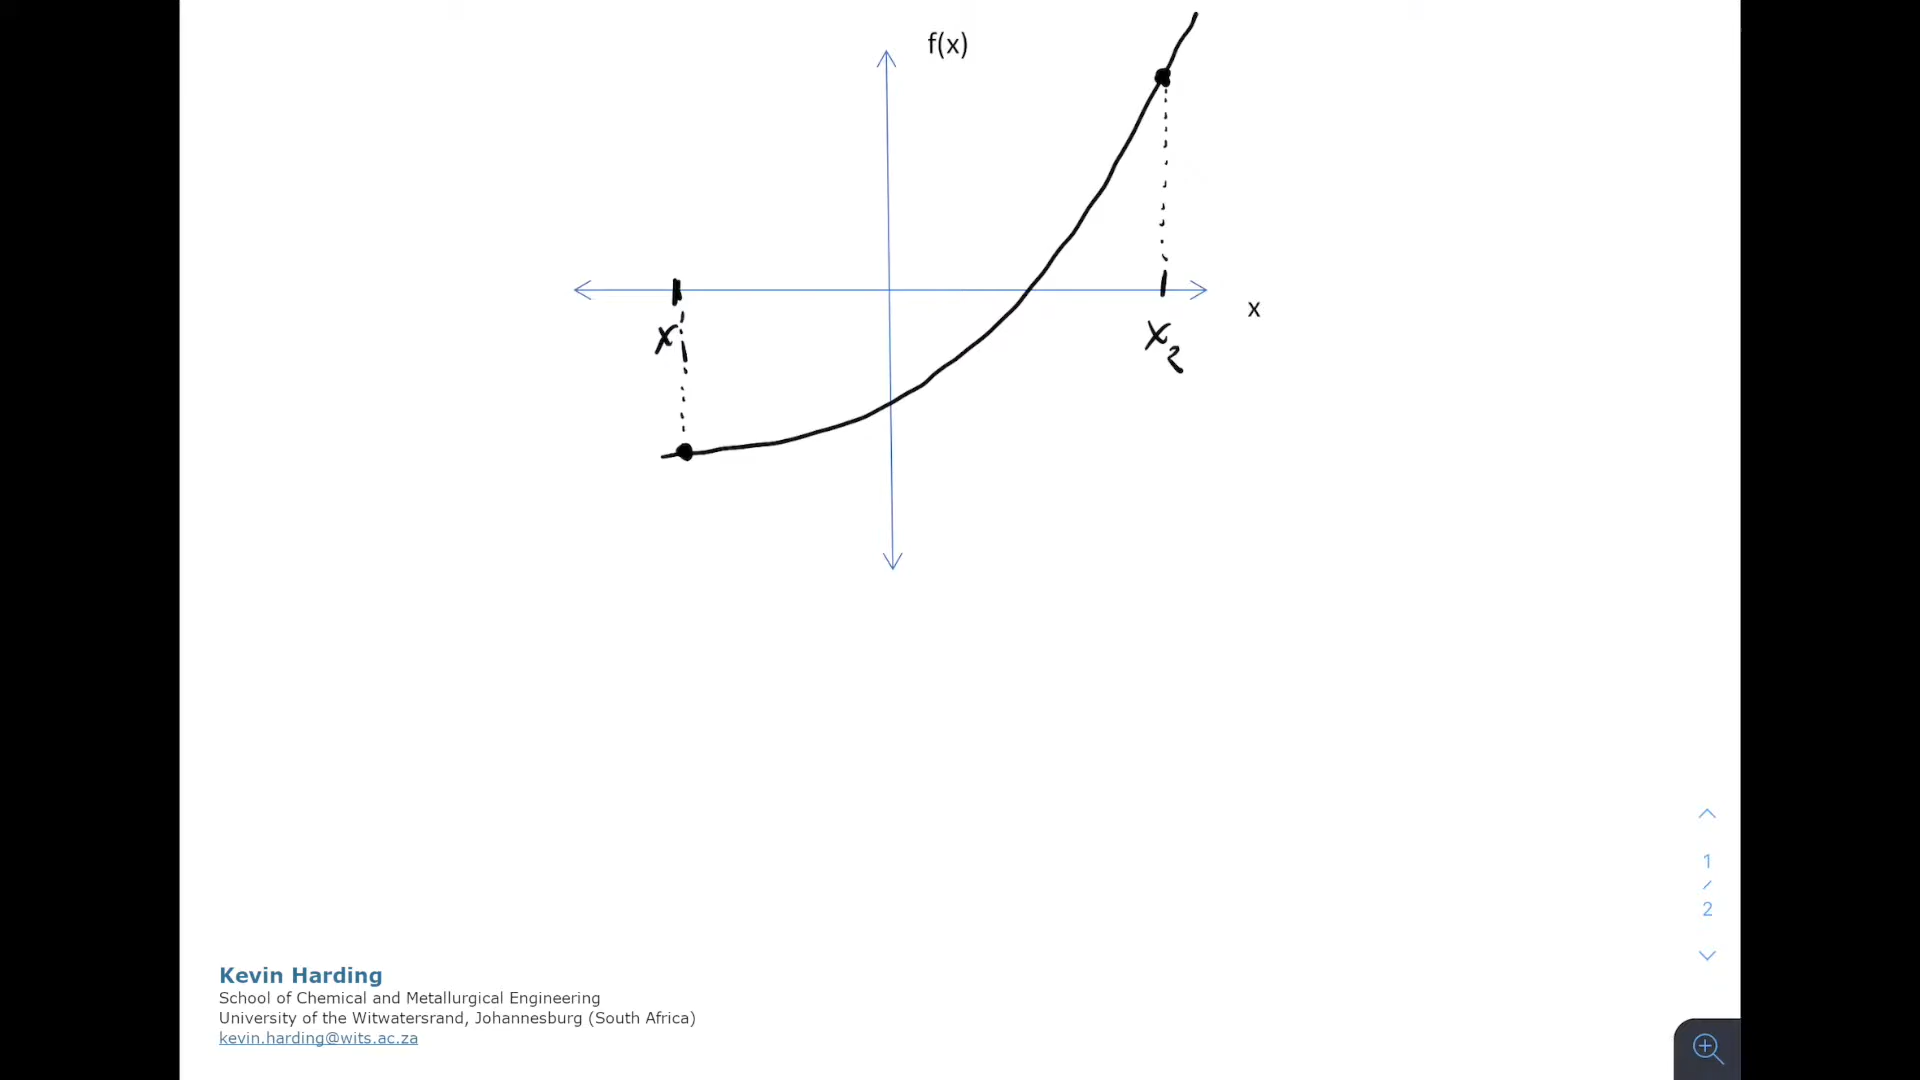 f(x)
x
x₁
x₂
1
/
2
Kevin Harding
School of Chemical and Metallurgical Engineering
University of the Witwatersrand, Johannesburg (South Africa)
kevin.harding@wits.ac.za